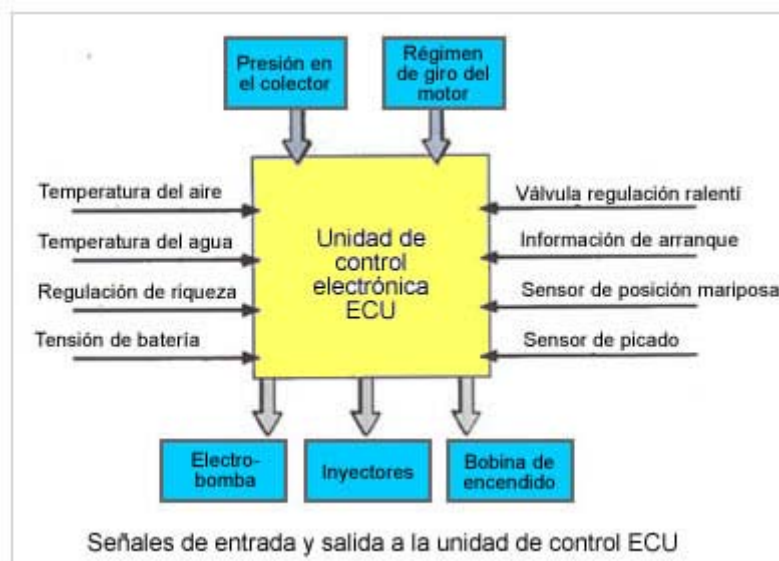 Presión en
el colector
Régimen
de giro del
motor
Temperatura del aire
Temperatura del agua
Regulación de riqueza
Tensión de batería
Unidad de
control
electrónica
ECU
Válvula regulación ralentí
Información de arranque
Sensor de posición mariposa
Sensor de picado
Electro-
bomba
Inyectores
Bobina de
encendido
Señales de entrada y salida a la unidad de control ECU